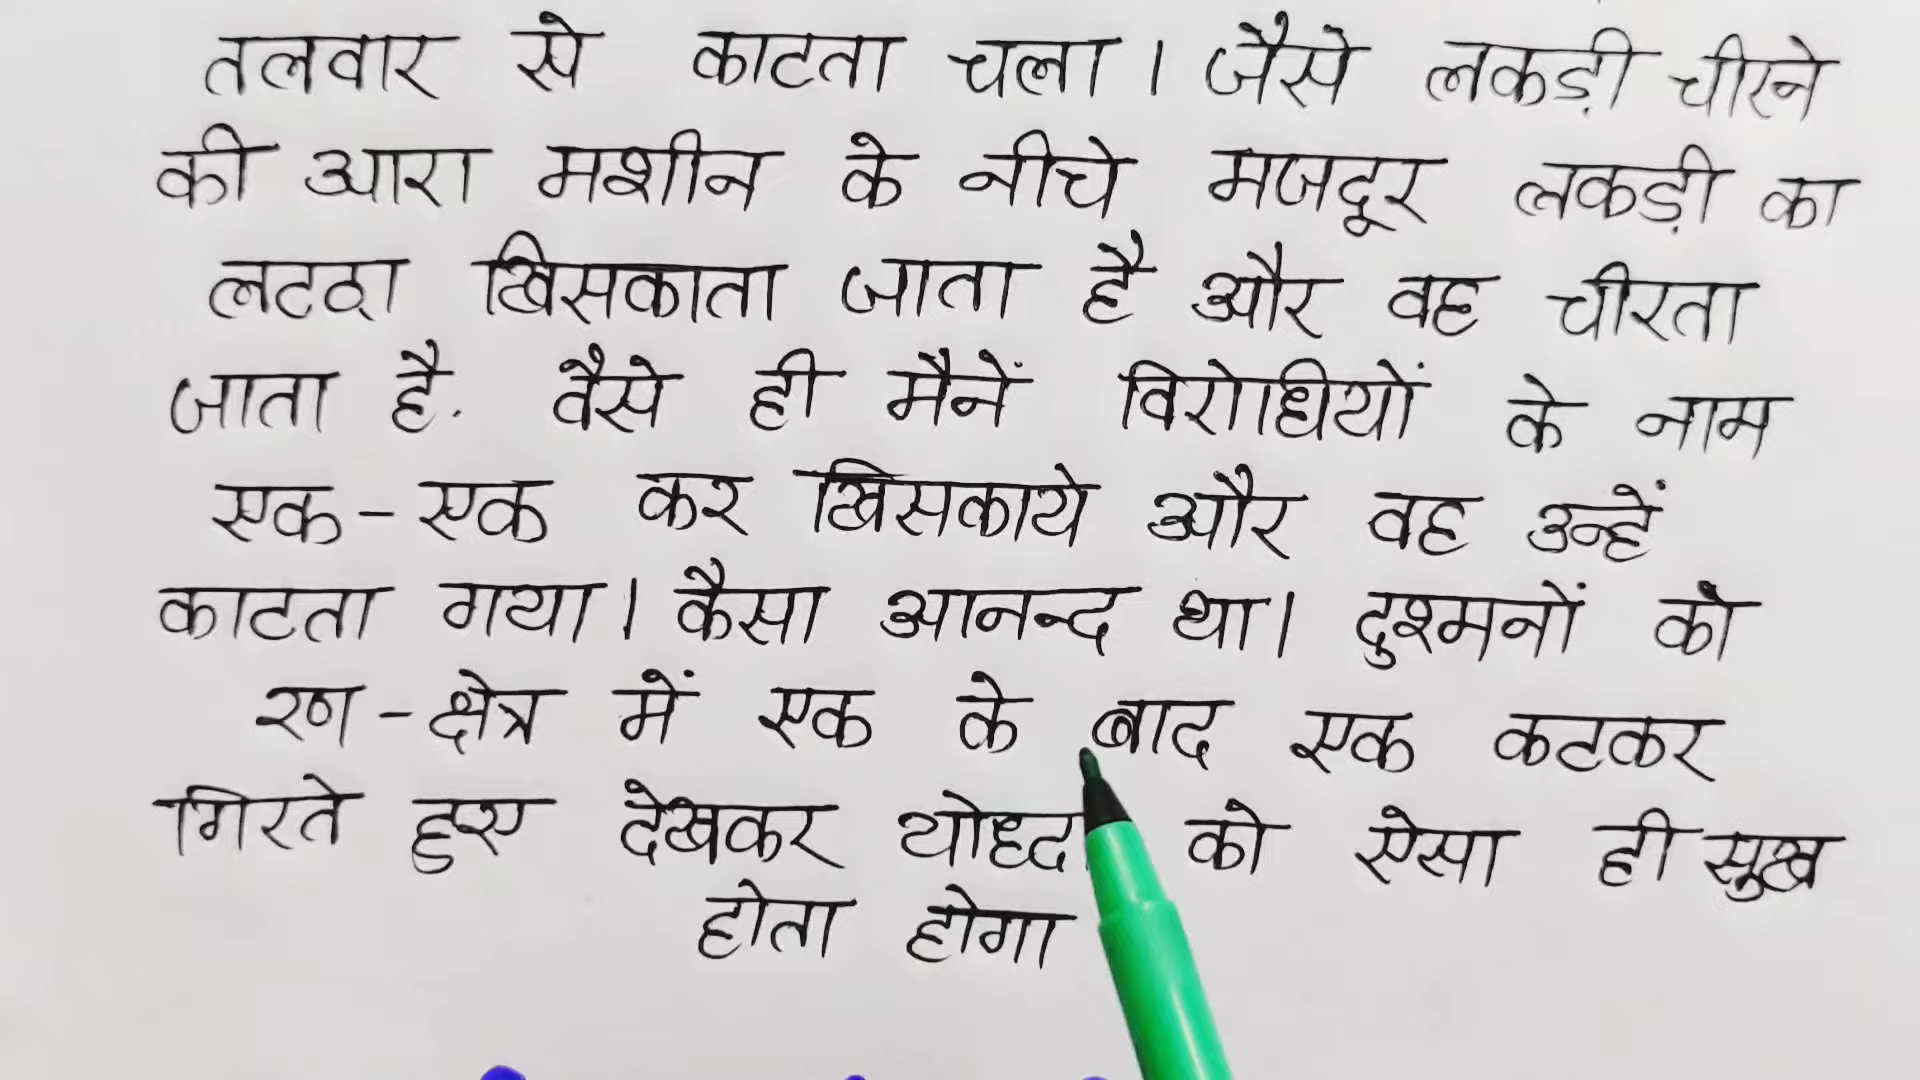 तलवार से काटता चला। जैसे लकड़ी चीरने
की आरा मशीन के नीचे मजदूर लकड़ी का
लटठा खिसकाता जाता है और वह चीरता
जाता है. वैसे ही मैनें विरोधियों के नाम
एक-एक कर खिसकाये और वह उन्हें
काटता गया। कैसा आनन्द था। दुश्मनों को
रण-क्षेत्र में एक के बाद एक कटकर
गिरते हुए देखकर को ऐसा ही सुख
होता होगा